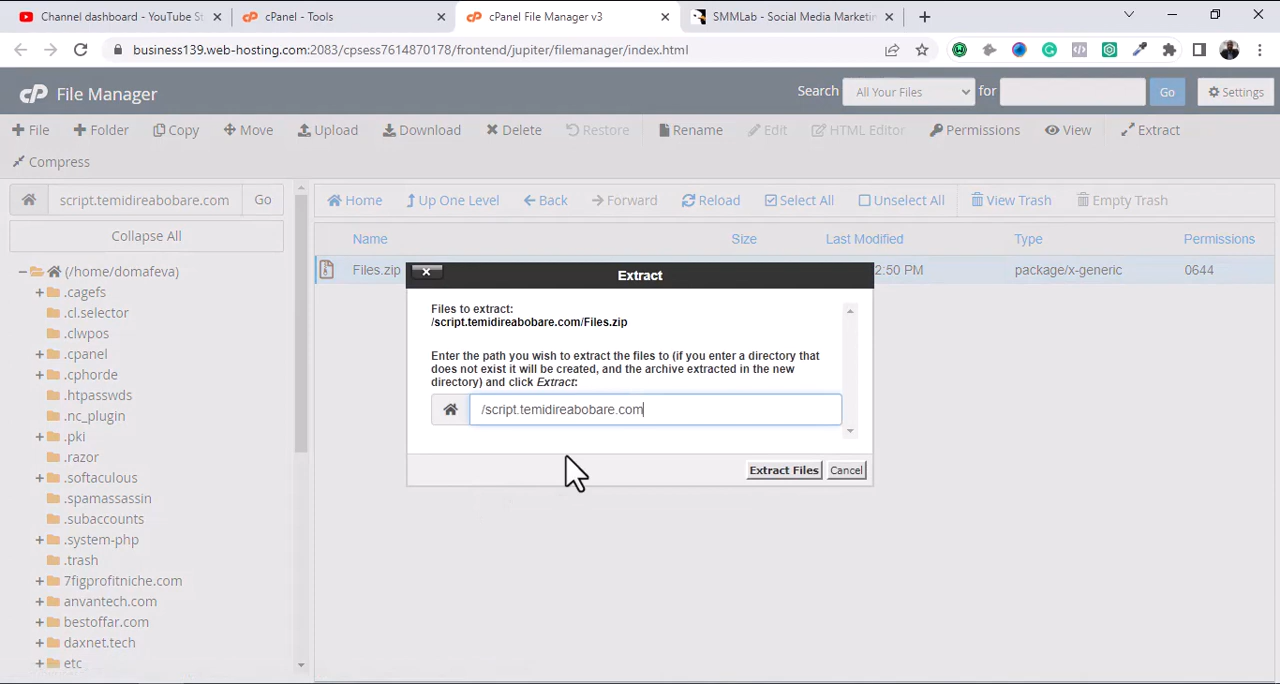 Channel dashboard - YouTube St
cPanel - Tools
cPanel File Manager v3
SMMLab - Social Media Marketin
business139.web-hosting.com:2083/cpsess7614870178/frontend/jupiter/filemanager/index.html
cP File Manager
Search All Your Files for Go Settings
File Folder Copy Move Upload Download Delete Restore Rename Edit HTML Editor Permissions View Extract
Compress
script.temidireabobare.com Go
Home Up One Level Back Forward Reload Select All Unselect All View Trash Empty Trash
Collapse All
Name Size Last Modified Type Permissions
Files.zip 2:50 PM package/x-generic 0644
(/home/domafeva)
.cagefs
.cl.selector
.clwpos
.cpanel
.cphorde
.htpasswds
.nc_plugin
.pki
.razor
.softaculous
.spamassassin
.subaccounts
.system-php
.trash
7figprofitniche.com
anvantech.com
bestoffar.com
daxnet.tech
etc
Extract
Files to extract:
/script.temidireabobare.com/Files.zip
Enter the path you wish to extract the files to (if you enter a directory that
does not exist it will be created, and the archive extracted in the new
directory) and click Extract:
/script.temidireabobare.com
Extract Files Cancel